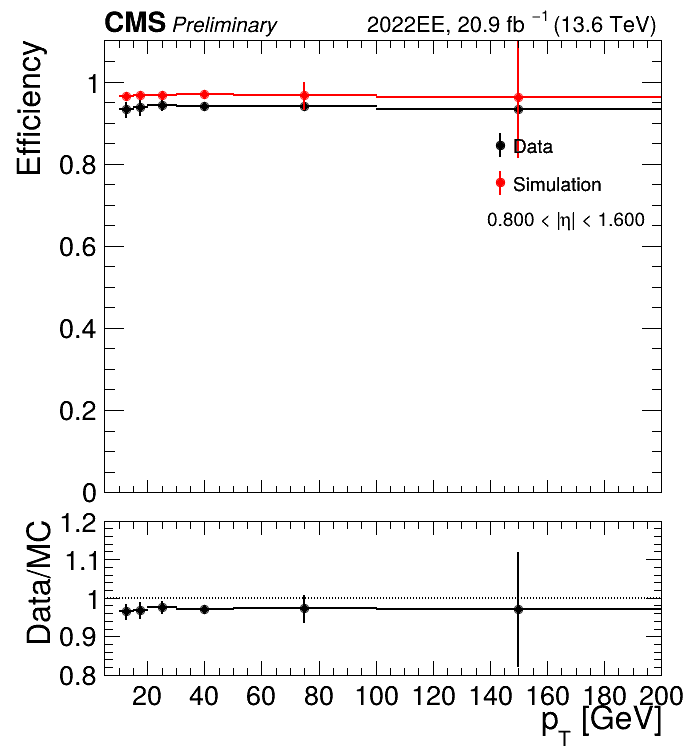 CMS Preliminary 2022EE, 20.9 fb⁻¹ (13.6 TeV)
Efficiency
1
0.8
0.6
0.4
0.2
0
Data
Simulation
0.800 < |η| < 1.600
Data/MC
1.2
1.1
1
0.9
0.8
20 40 60 80 100 120 140 160 180 200
p_T [GeV]